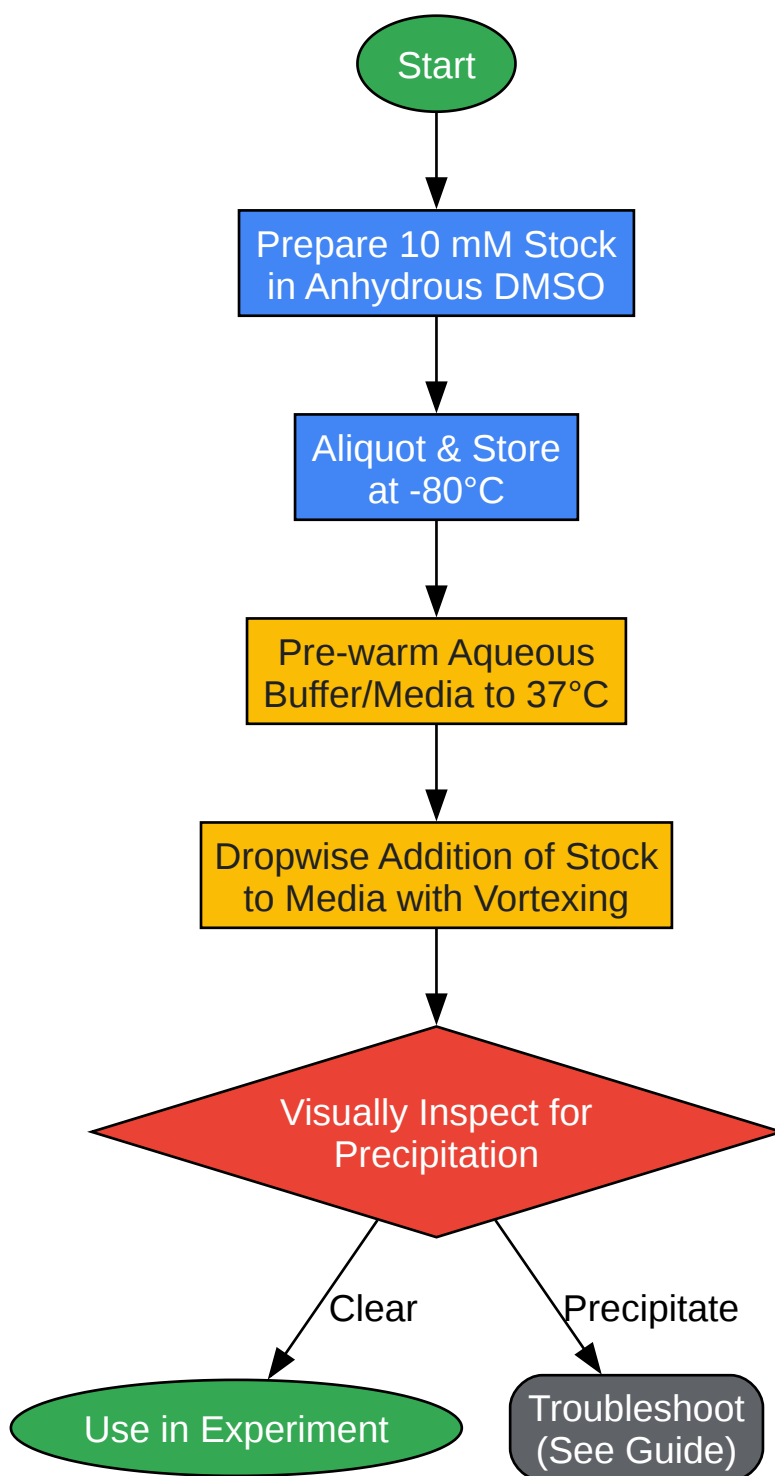 Start
Prepare 10 mM Stock
in Anhydrous DMSO
Aliquot & Store
at -80°C
Pre-warm Aqueous
Buffer/Media to 37°C
Dropwise Addition of Stock
to Media with Vortexing
Visually Inspect for
Precipitation
Clear
Precipitate
Use in Experiment
Troubleshoot
(See Guide)